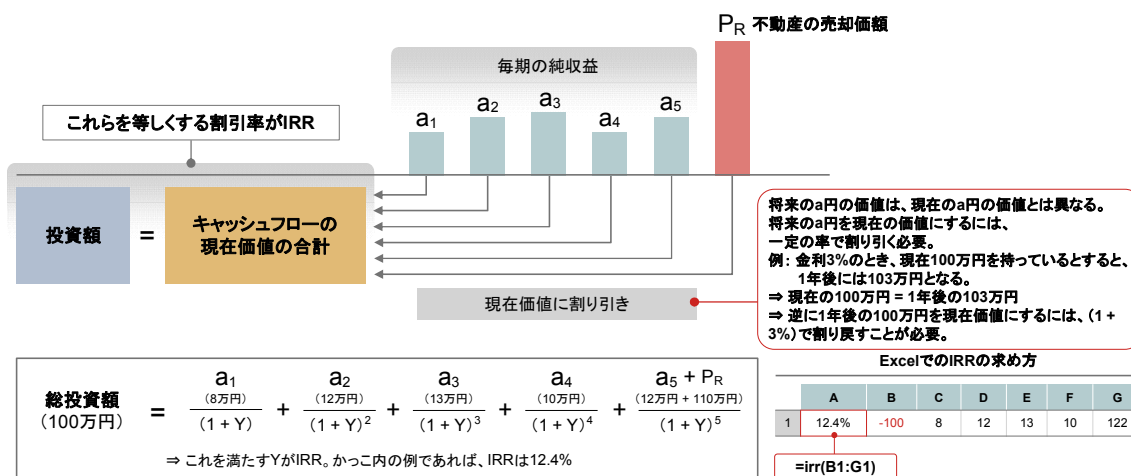 P_R 不動産の売却価額
毎期の純収益
a1 a2 a3 a4 a5
これらを等しくする割引率がIRR
投資額 = キャッシュフローの
現在価値の合計
現在価値に割り引き
将来のa円の価値は、現在のa円の価値とは異なる。
将来のa円を現在の価値にするには、
一定の率で割り引く必要。
例: 金利3%のとき、現在100万円を持っているとすると、
1年後には103万円となる。
⇒ 現在の100万円 = 1年後の103万円
⇒ 逆に1年後の100万円を現在価値にするには、(1 +
3%)で割り戻すことが必要。
a1 a2 a3 a4 a5 + P_R
(8万円) (12万円) (13万円) (10万円) (12万円 + 110万円)
総投資額 = + + + +
(100万円)
(1 + Y) (1 + Y)^2 (1 + Y)^3 (1 + Y)^4 (1 + Y)^5
⇒ これを満たすYがIRR。かっこ内の例であれば、IRRは12.4%
ExcelでのIRRの求め方
A B C D E F G
1 12.4% -100 8 12 13 10 122
=irr(B1:G1)